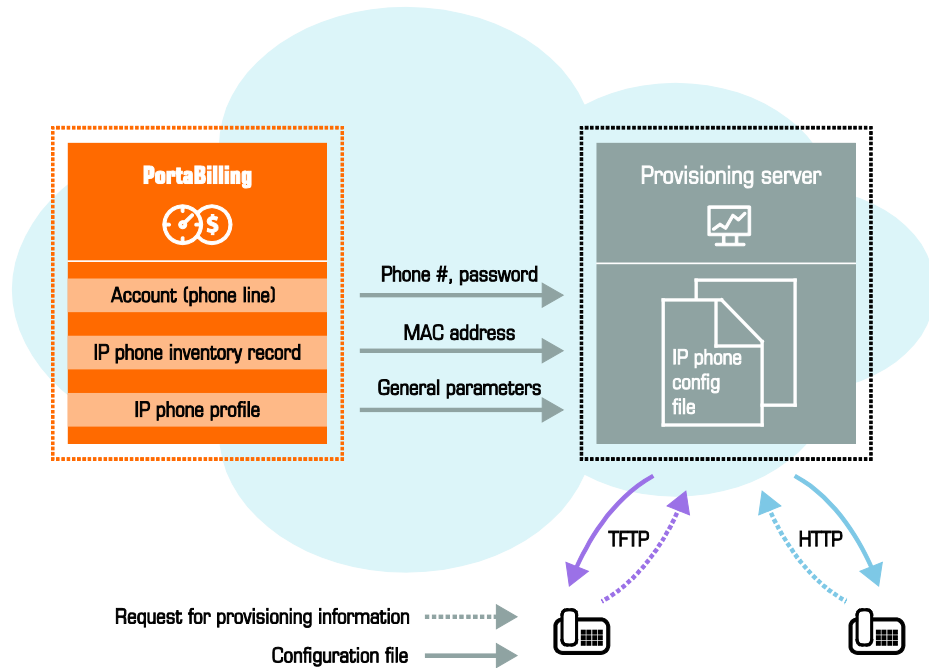 PortaBilling
$
Account (phone line)
IP phone inventory record
IP phone profile
Phone #, password
MAC address
General parameters
Provisioning server
IP phone
config
file
TFTP
HTTP
Request for provisioning information
Configuration file